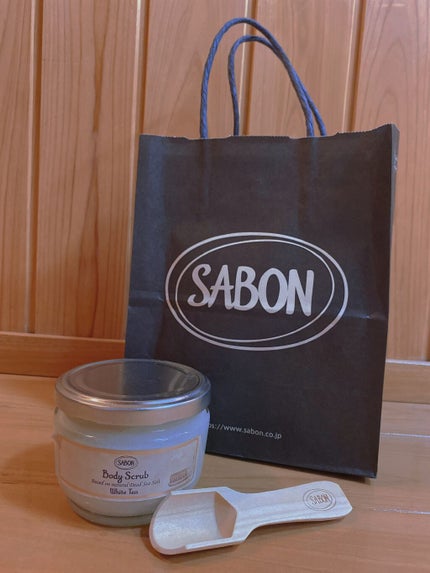 SABON
https://www.sabon.co.jp
SABON
Body Scrub
Based on natural Dead Sea Salt
White Tea
SABON